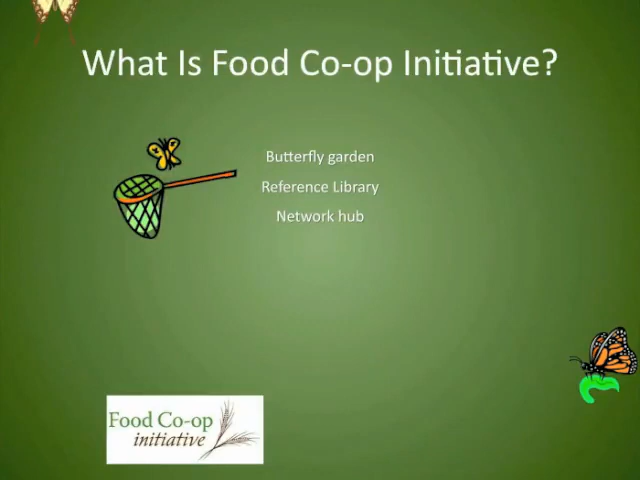 What Is Food Co-op Initiative?
Butterfly garden
Reference Library
Network hub
Food Co-op
initiative